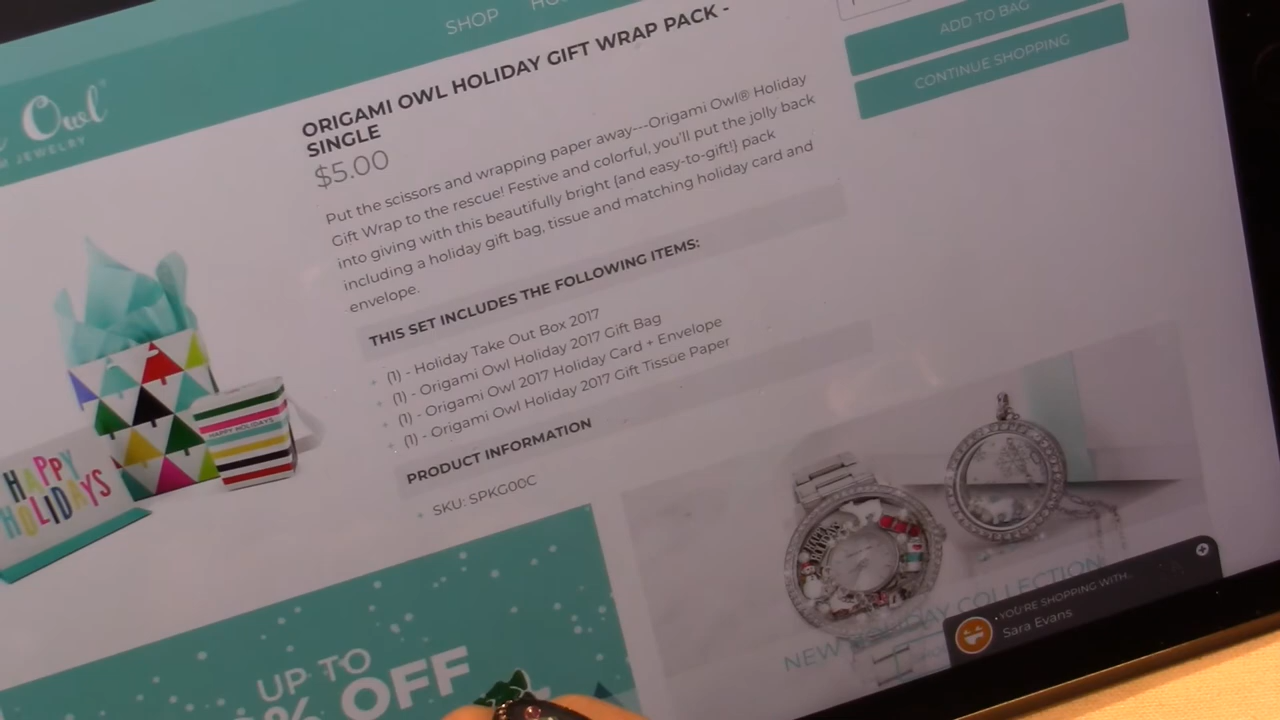 SHOP
Owl
JEWELRY
ORIGAMI OWL HOLIDAY GIFT WRAP PACK -
SINGLE
$5.00
Put the scissors and wrapping paper away---Origami Owl® Holiday
Gift Wrap to the rescue! Festive and colorful, you'll put the jolly back
into giving with this beautifully bright {and easy-to-gift!} pack
including a holiday gift bag, tissue and matching holiday card and
envelope.
THIS SET INCLUDES THE FOLLOWING ITEMS:
(1) - Holiday Take Out Box 2017
(1) - Origami Owl Holiday 2017 Gift Bag
(1) - Origami Owl 2017 Holiday Card + Envelope
(1) - Origami Owl Holiday 2017 Gift Tissue Paper
PRODUCT INFORMATION
SKU: SPKG00C
ADD TO BAG
CONTINUE SHOPPING
HAPPY HOLIDAYS
HAPPY
HOLIDAYS
UP TO
% OFF
NEW HOLIDAY COLLECTION
YOU'RE SHOPPING WITH...
Sara Evans